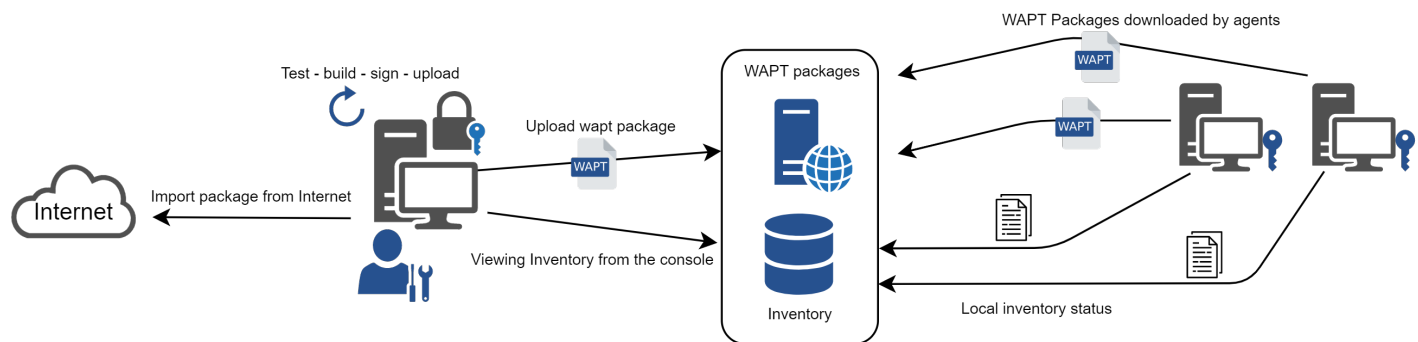 WAPT Packages downloaded by agents
WAPT
Test - build - sign - upload
WAPT packages
Upload wapt package
WAPT
WAPT
Import package from Internet
Internet
Viewing Inventory from the console
Inventory
Local inventory status